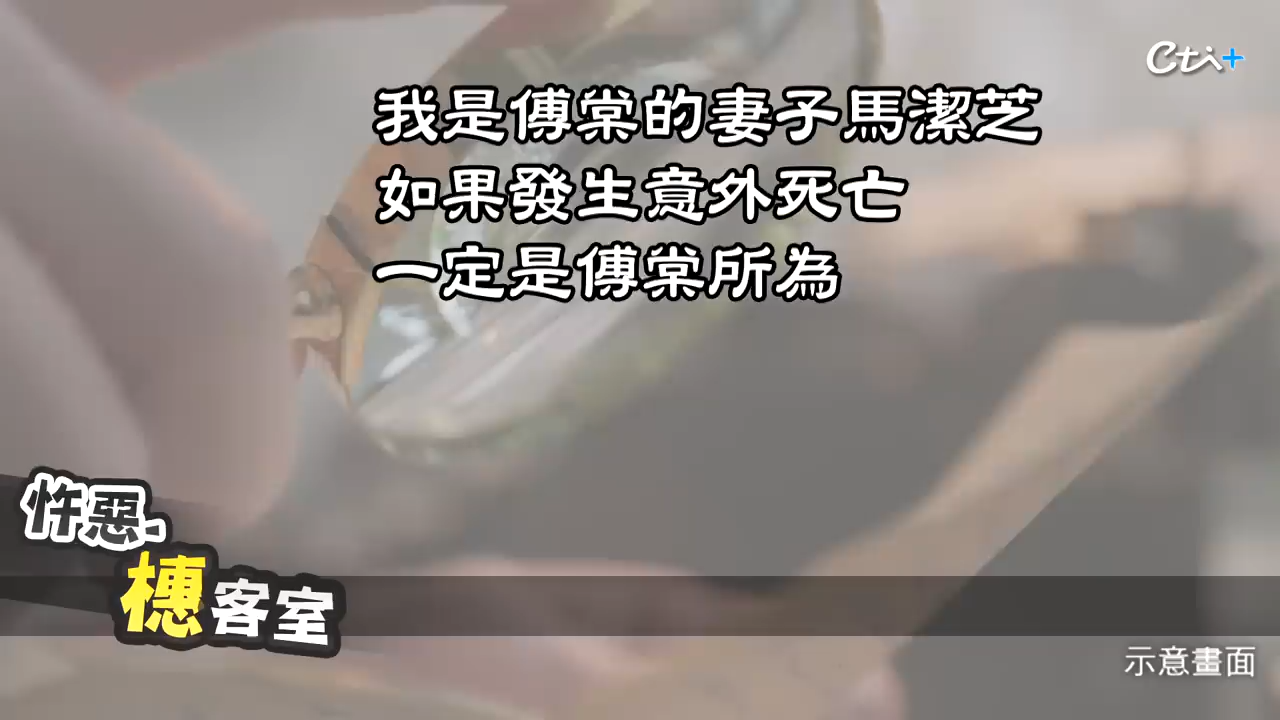 Cti+
我是傅棠的妻子馬潔芝
如果發生意外死亡
一定是傅棠所為
忤惡
橞客室
示意畫面